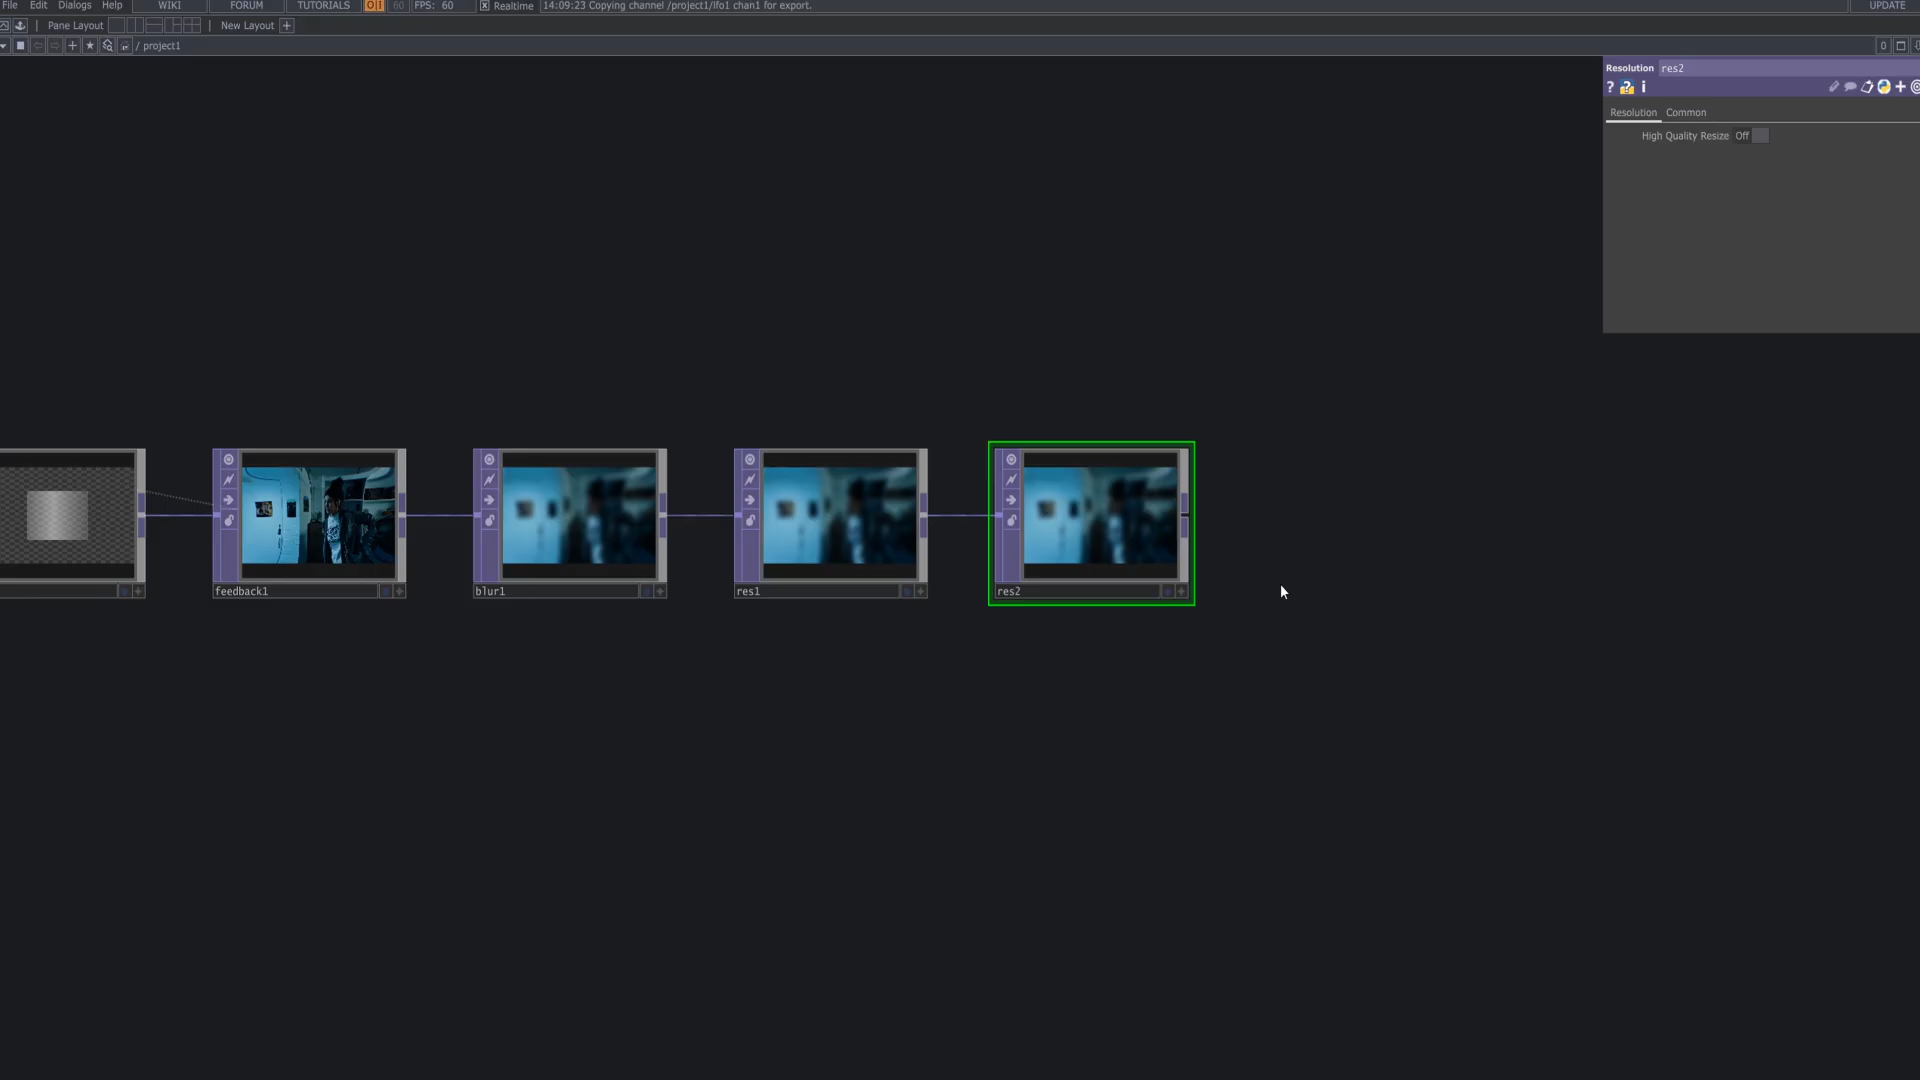 File Edit Dialogs Help WIKI FORUM TUTORIALS O|I 60 FPS: 60 Realtime 14:09:23 Copying channel /project1/lfo1 chan1 for export. UPDATE
Pane Layout New Layout +
/ project1 0
Resolution res2
? ? i
Resolution Common
High Quality Resize Off
feedback1 blur1 res1 res2